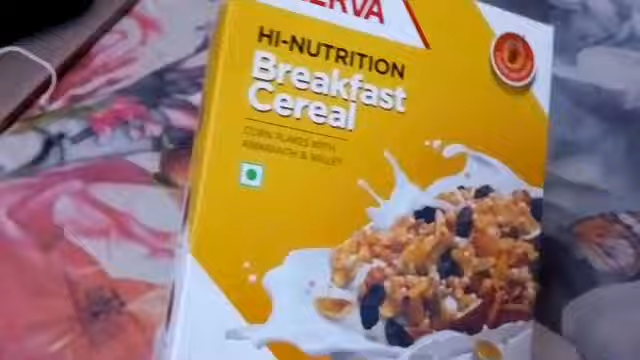 ERVA
HI-NUTRITION
Breakfast
Cereal
CORN FLAKES WITH
AMARANTH & MILLET